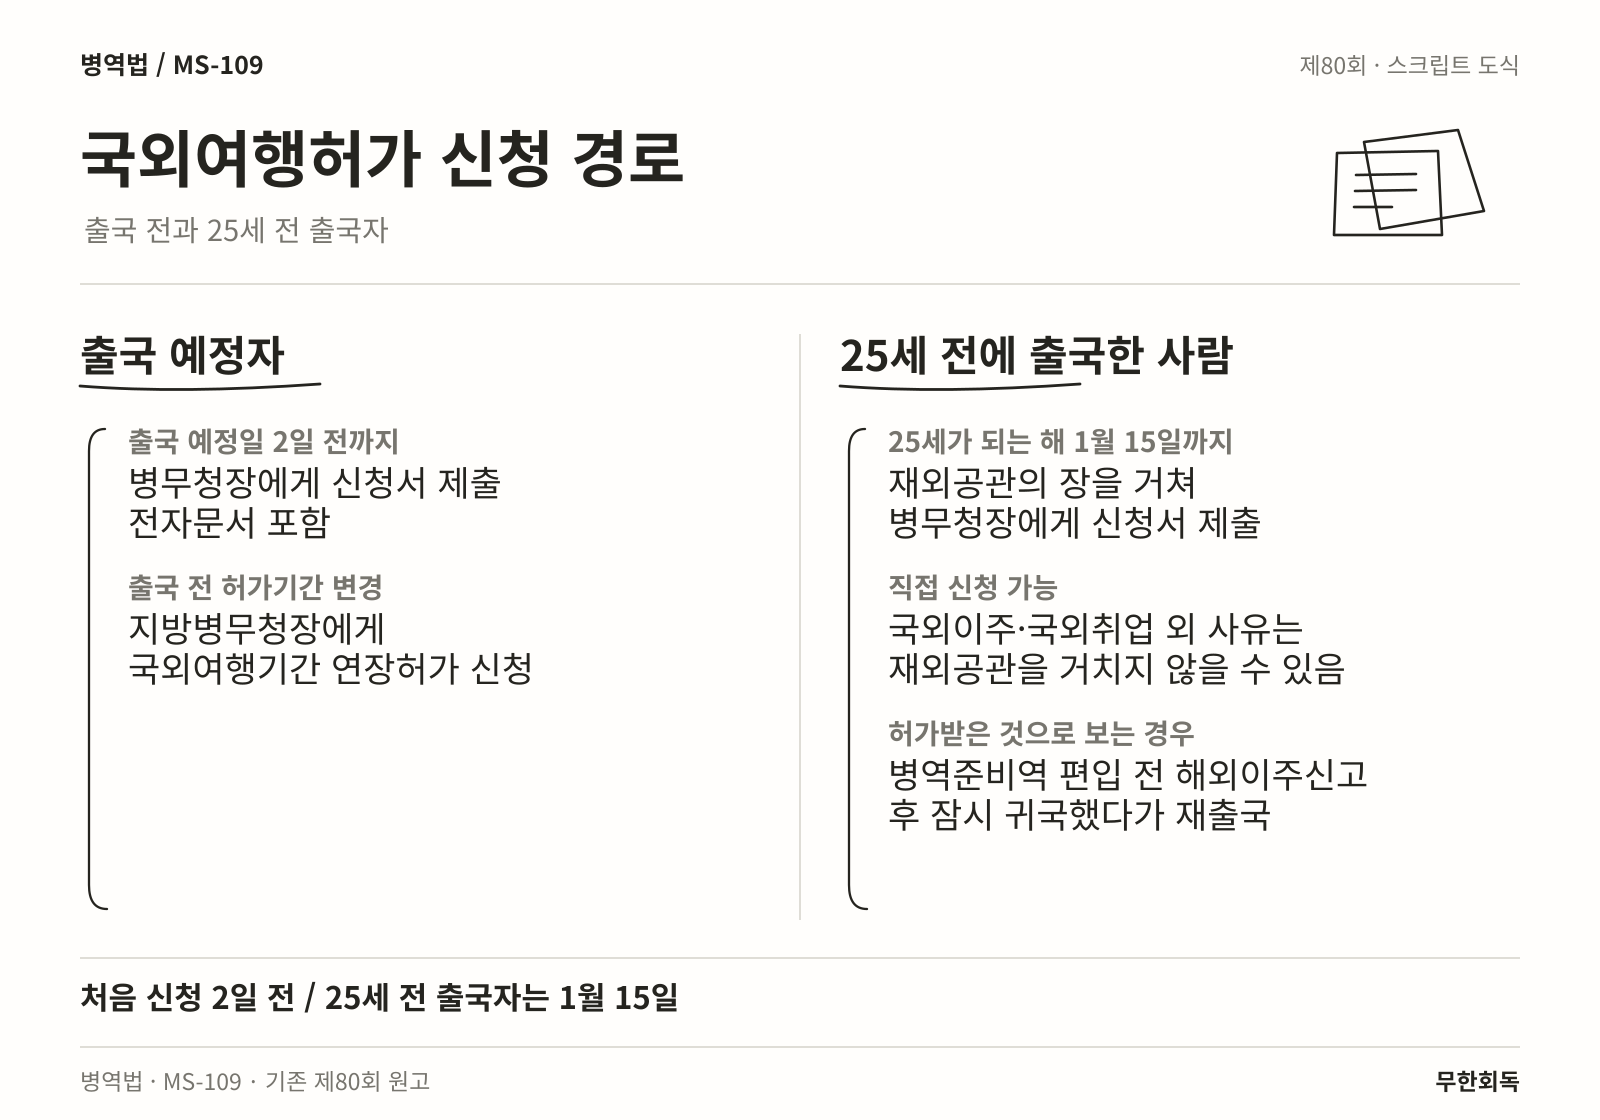 병역법 / MS-109
제80회 · 스크립트 도식
국외여행허가 신청 경로
출국 전과 25세 전 출국자
출국 예정자
출국 예정일 2일 전까지
병무청장에게 신청서 제출
전자문서 포함
출국 전 허가기간 변경
지방병무청장에게
국외여행기간 연장허가 신청
25세 전에 출국한 사람
25세가 되는 해 1월 15일까지
재외공관의 장을 거쳐
병무청장에게 신청서 제출
직접 신청 가능
국외이주·국외취업 외 사유는
재외공관을 거치지 않을 수 있음
허가받은 것으로 보는 경우
병역준비역 편입 전 해외이주신고
후 잠시 귀국했다가 재출국
처음 신청 2일 전 / 25세 전 출국자는 1월 15일
병역법 · MS-109 · 기존 제80회 원고
무한회독